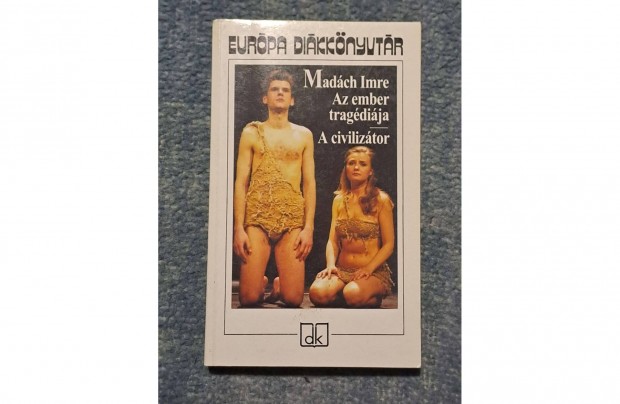 EURÓPA DIÁKKÖNYVTÁR
Madách Imre
Az ember
tragédiája
A civilizátor
dk